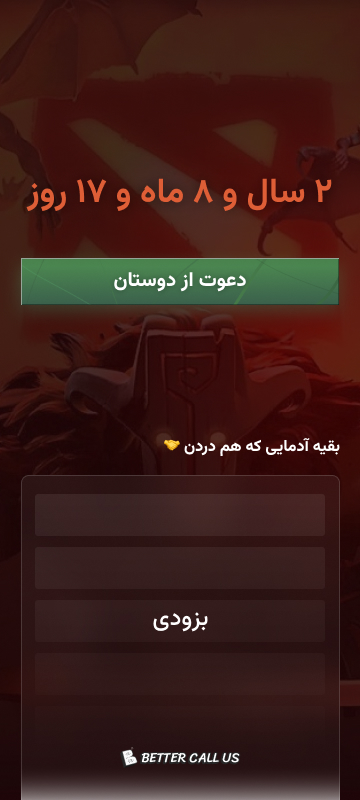 ۲ سال و ۸ ماه و ۱۷ روز
دعوت از دوستان
بقیه آدمایی که هم دردن 🤝
بزودی
BETTER CALL US